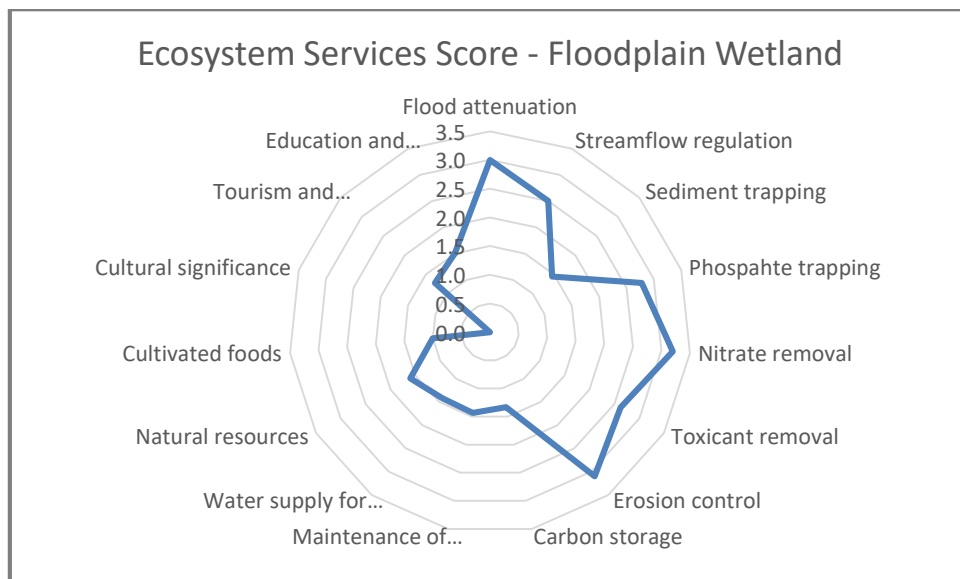 Ecosystem Services Score - Floodplain Wetland
Flood attenuation
3.5
3.0
2.5
2.0
1.5
1.0
0.5
0.0
Streamflow regulation
Sediment trapping
Phospahte trapping
Nitrate removal
Toxicant removal
Erosion control
Carbon storage
Maintenance of...
Water supply for...
Natural resources
Cultivated foods
Cultural significance
Tourism and...
Education and...